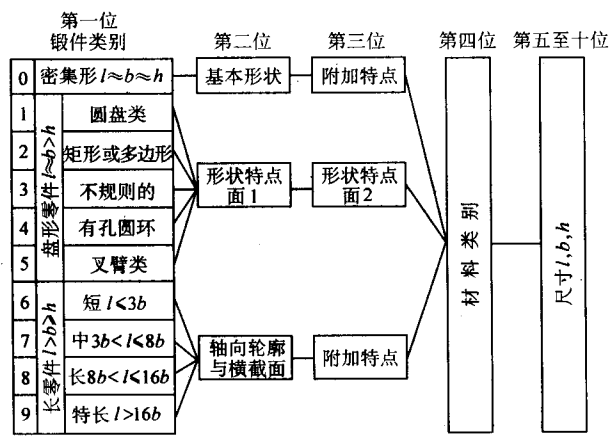 第一位
锻件类别
第二位
第三位
第四位
第五至十位
0
密集形 l≈b≈h
基本形状
附加特点
盘形零件 l≈b>h
1
圆盘类
2
矩形或多边形
3
不规则的
4
有孔圆环
5
叉臂类
形状特点
面1
形状特点
面2
长零件 l>b≥h
6
短 l≤3b
7
中3b<l≤8b
8
长8b<l≤16b
9
特长 l>16b
轴向轮廓
与横截面
附加特点
材料类别
尺寸 l,b,h